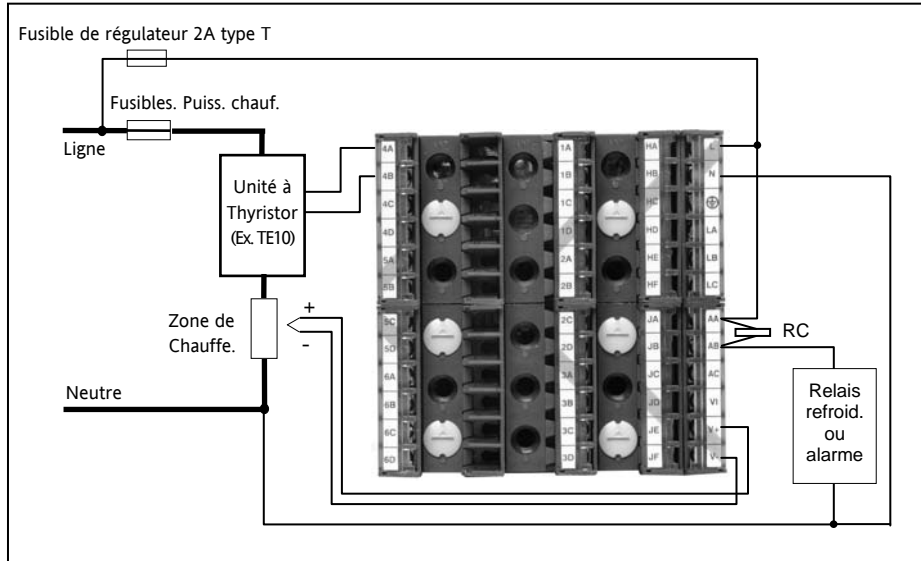 Fusible de régulateur 2A type T
Fusibles. Puiss. chauf.
Ligne
Unité à
Thyristor
(Ex. TE10)
Zone de
Chauffe.
+
-
Neutre
4A
4B
4C
4D
5A
5B
5C
5D
6A
6B
6C
6D
1A
1B
1C
1D
2A
2B
2C
2D
3A
3B
3C
3D
HA
HB
HC
HD
HE
HF
JA
JB
JC
JD
JE
JF
L
N
LA
LB
LC
AA
AB
AC
VI
V+
V-
RC
Relais
refroid.
ou
alarme